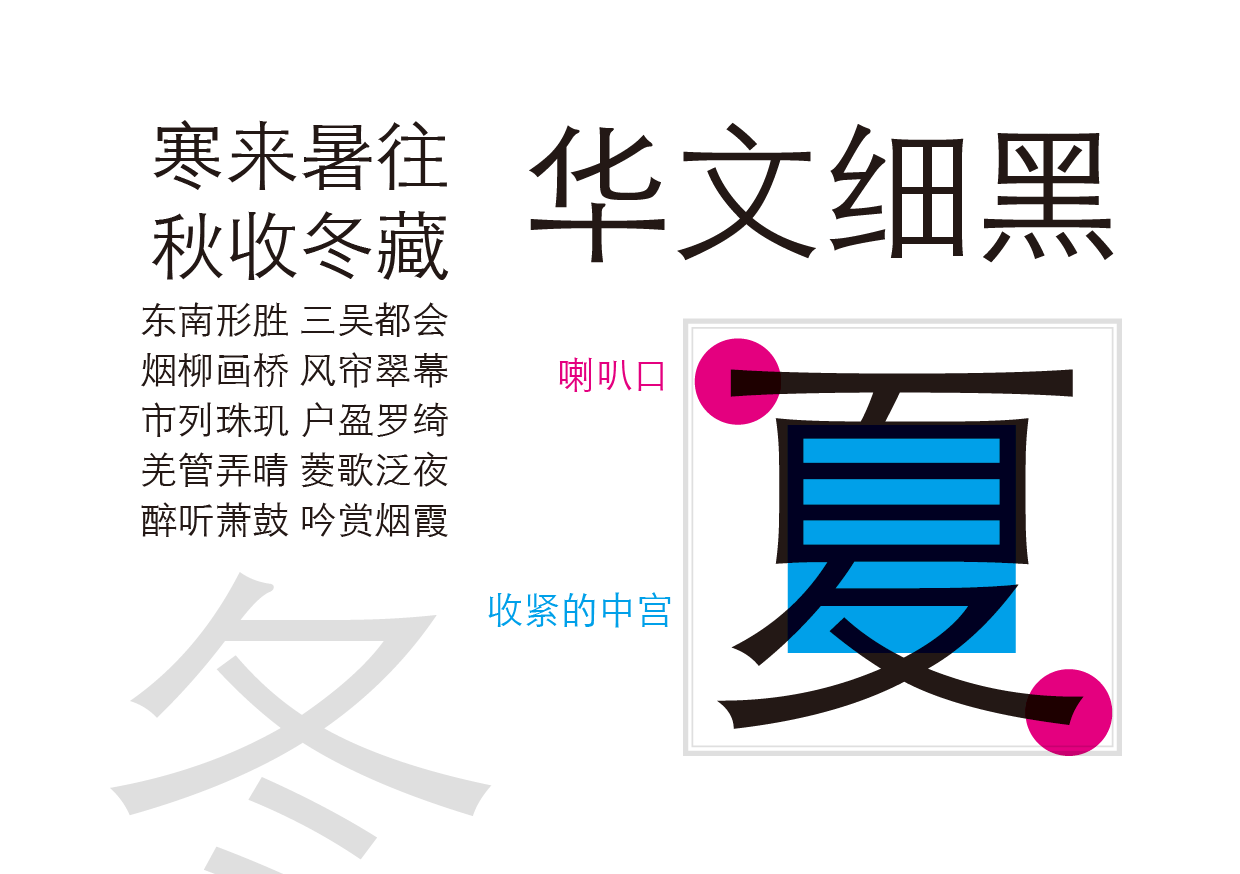 寒来暑往
秋收冬藏
东南形胜 三吴都会
烟柳画桥 风帘翠幕
市列珠玑 户盈罗绮
羌管弄晴 菱歌泛夜
醉听萧鼓 吟赏烟霞
华文细黑
喇叭口
夏
收紧的中宫
冬